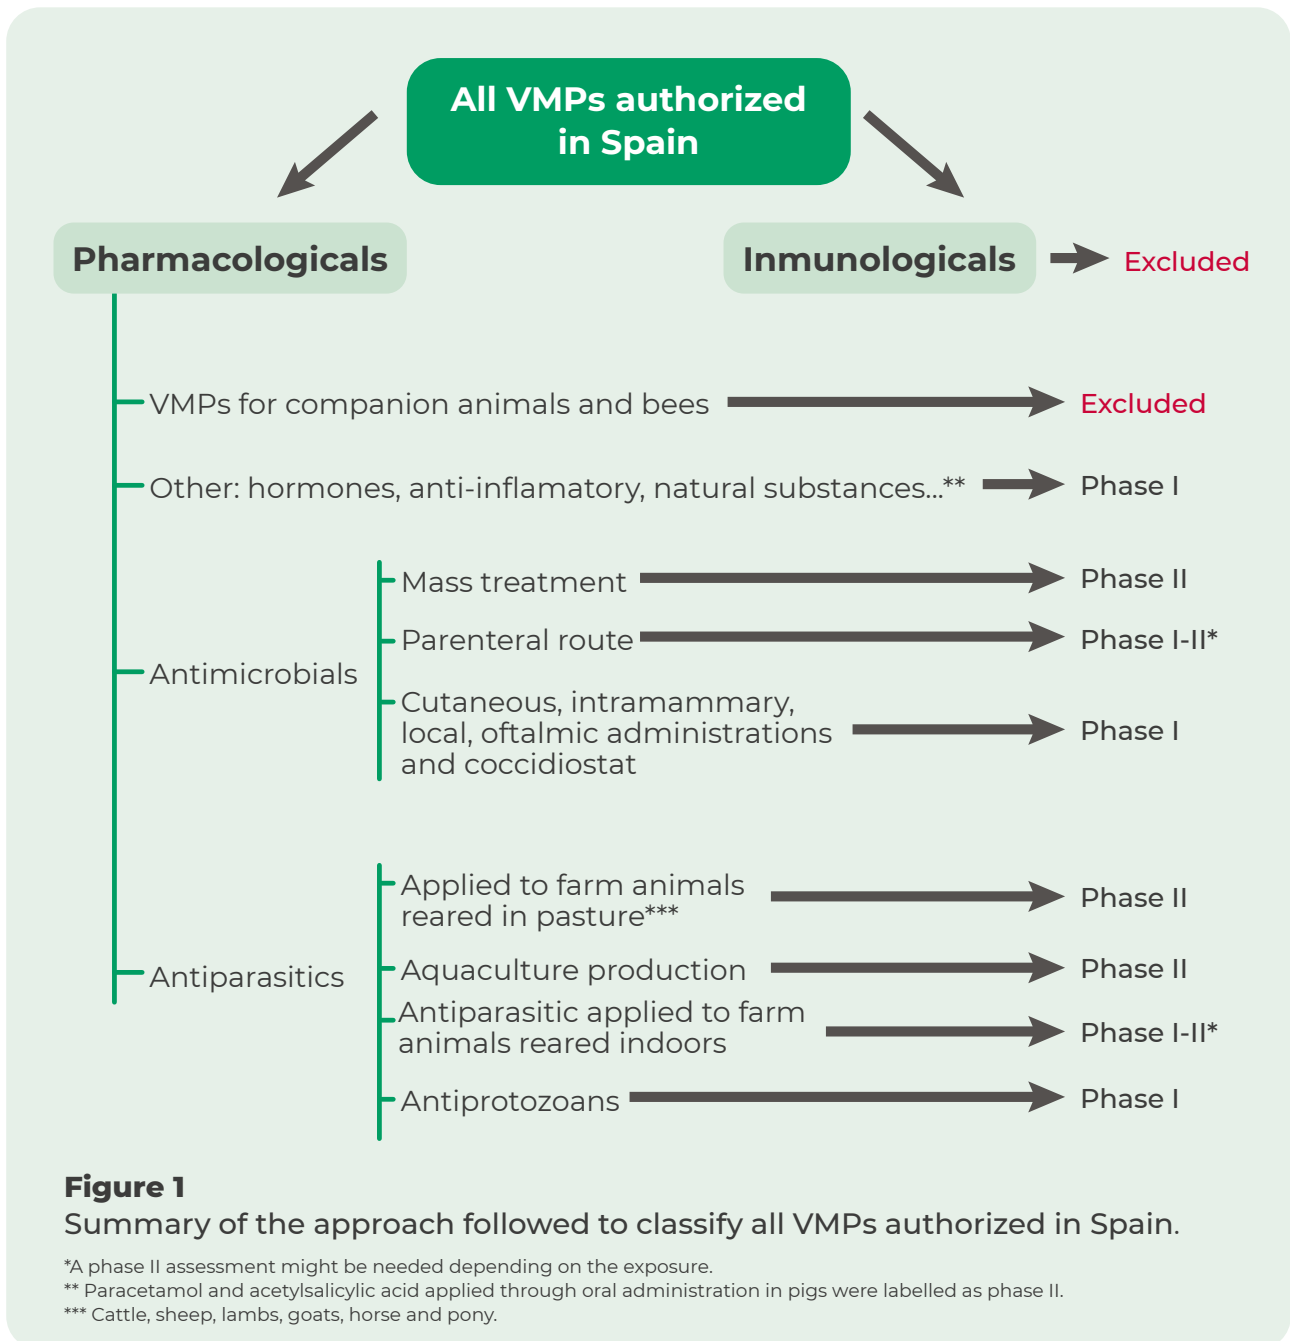 All VMPs authorized
in Spain
Pharmacologicals
Inmunologicals
Excluded
VMPs for companion animals and bees
Excluded
Other: hormones, anti-inflamatory, natural substances...**
Phase I
Antimicrobials
Mass treatment
Phase II
Parenteral route
Phase I-II*
Cutaneous, intramammary,
local, oftalmic administrations
and coccidiostat
Phase I
Antiparasitics
Applied to farm animals
reared in pasture***
Phase II
Aquaculture production
Phase II
Antiparasitic applied to farm
animals reared indoors
Phase I-II*
Antiprotozoans
Phase I
Figure 1
Summary of the approach followed to classify all VMPs authorized in Spain.
*A phase II assessment might be needed depending on the exposure.
** Paracetamol and acetylsalicylic acid applied through oral administration in pigs were labelled as phase II.
*** Cattle, sheep, lambs, goats, horse and pony.